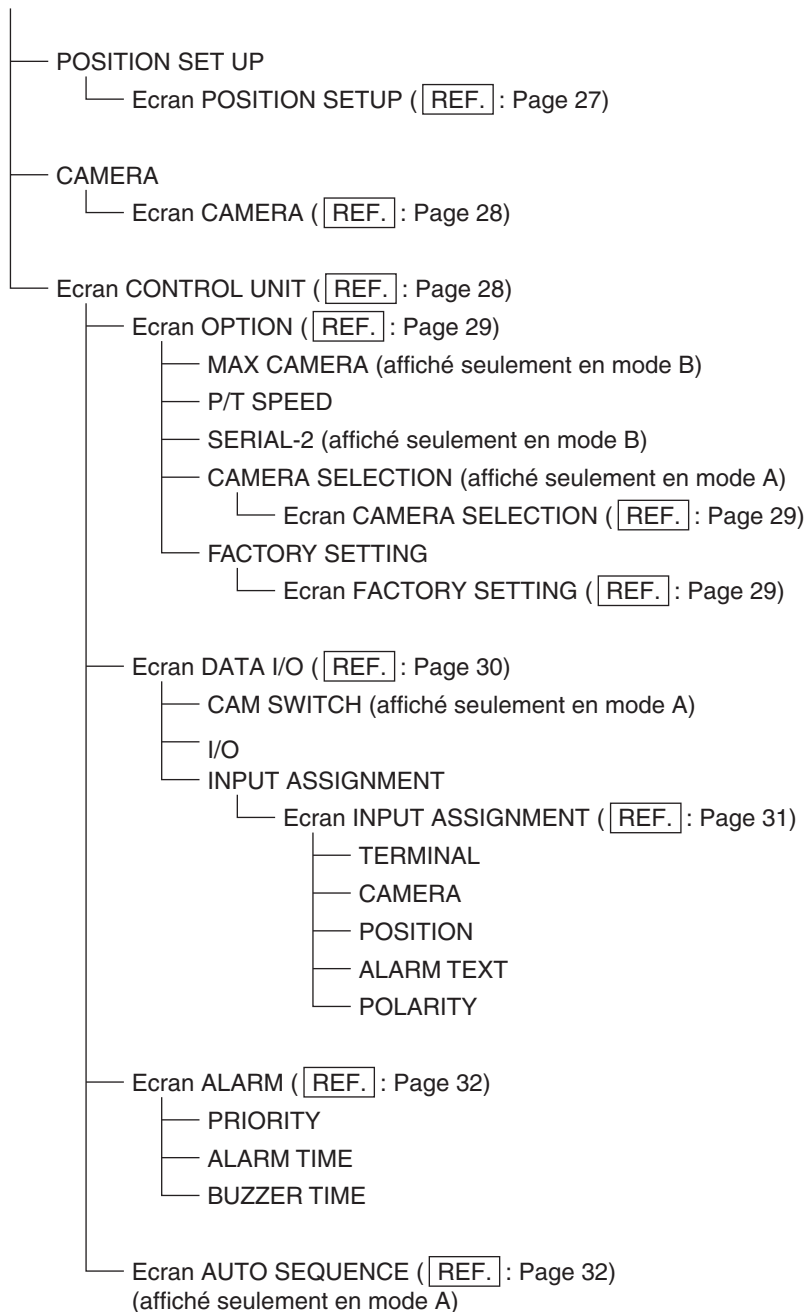 POSITION SET UP
Ecran POSITION SETUP ( REF. : Page 27)
CAMERA
Ecran CAMERA ( REF. : Page 28)
Ecran CONTROL UNIT ( REF. : Page 28)
Ecran OPTION ( REF. : Page 29)
MAX CAMERA (affiché seulement en mode B)
P/T SPEED
SERIAL-2 (affiché seulement en mode B)
CAMERA SELECTION (affiché seulement en mode A)
Ecran CAMERA SELECTION ( REF. : Page 29)
FACTORY SETTING
Ecran FACTORY SETTING ( REF. : Page 29)
Ecran DATA I/O ( REF. : Page 30)
CAM SWITCH (affiché seulement en mode A)
I/O
INPUT ASSIGNMENT
Ecran INPUT ASSIGNMENT ( REF. : Page 31)
TERMINAL
CAMERA
POSITION
ALARM TEXT
POLARITY
Ecran ALARM ( REF. : Page 32)
PRIORITY
ALARM TIME
BUZZER TIME
Ecran AUTO SEQUENCE ( REF. : Page 32)
(affiché seulement en mode A)